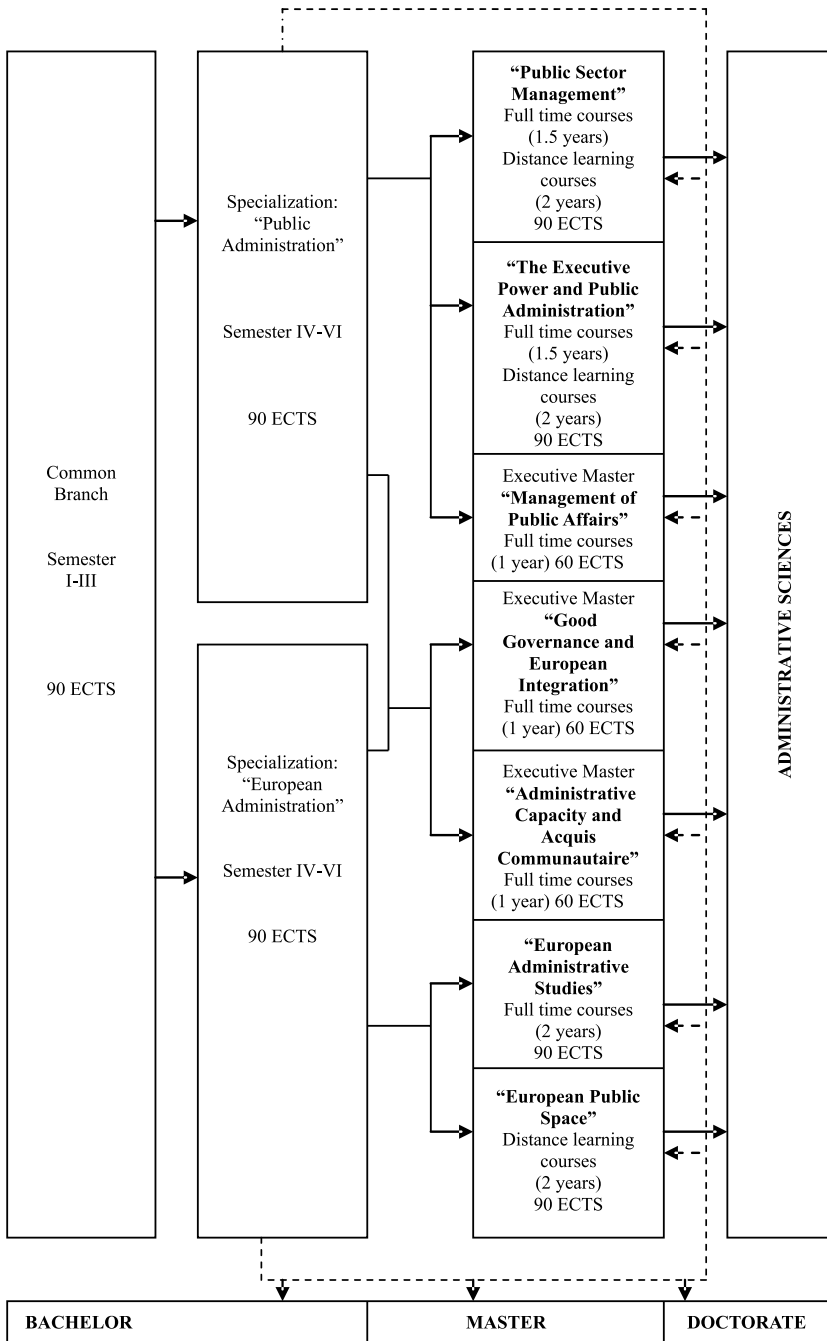 Common
Branch
Semester
I-III
90 ECTS
Specialization:
“Public
Administration”
Semester IV-VI
90 ECTS
Specialization:
“European
Administration”
Semester IV-VI
90 ECTS
“Public Sector
Management”
Full time courses
(1.5 years)
Distance learning
courses
(2 years)
90 ECTS
“The Executive
Power and Public
Administration”
Full time courses
(1.5 years)
Distance learning
courses
(2 years)
90 ECTS
Executive Master
“Management of
Public Affairs”
Full time courses
(1 year) 60 ECTS
Executive Master
“Good
Governance and
European
Integration”
Full time courses
(1 year) 60 ECTS
Executive Master
“Administrative
Capacity and
Acquis
Communautaire”
Full time courses
(1 year) 60 ECTS
“European
Administrative
Studies”
Full time courses
(2 years)
90 ECTS
“European Public
Space”
Distance learning
courses
(2 years)
90 ECTS
ADMINISTRATIVE SCIENCES
BACHELOR
MASTER
DOCTORATE